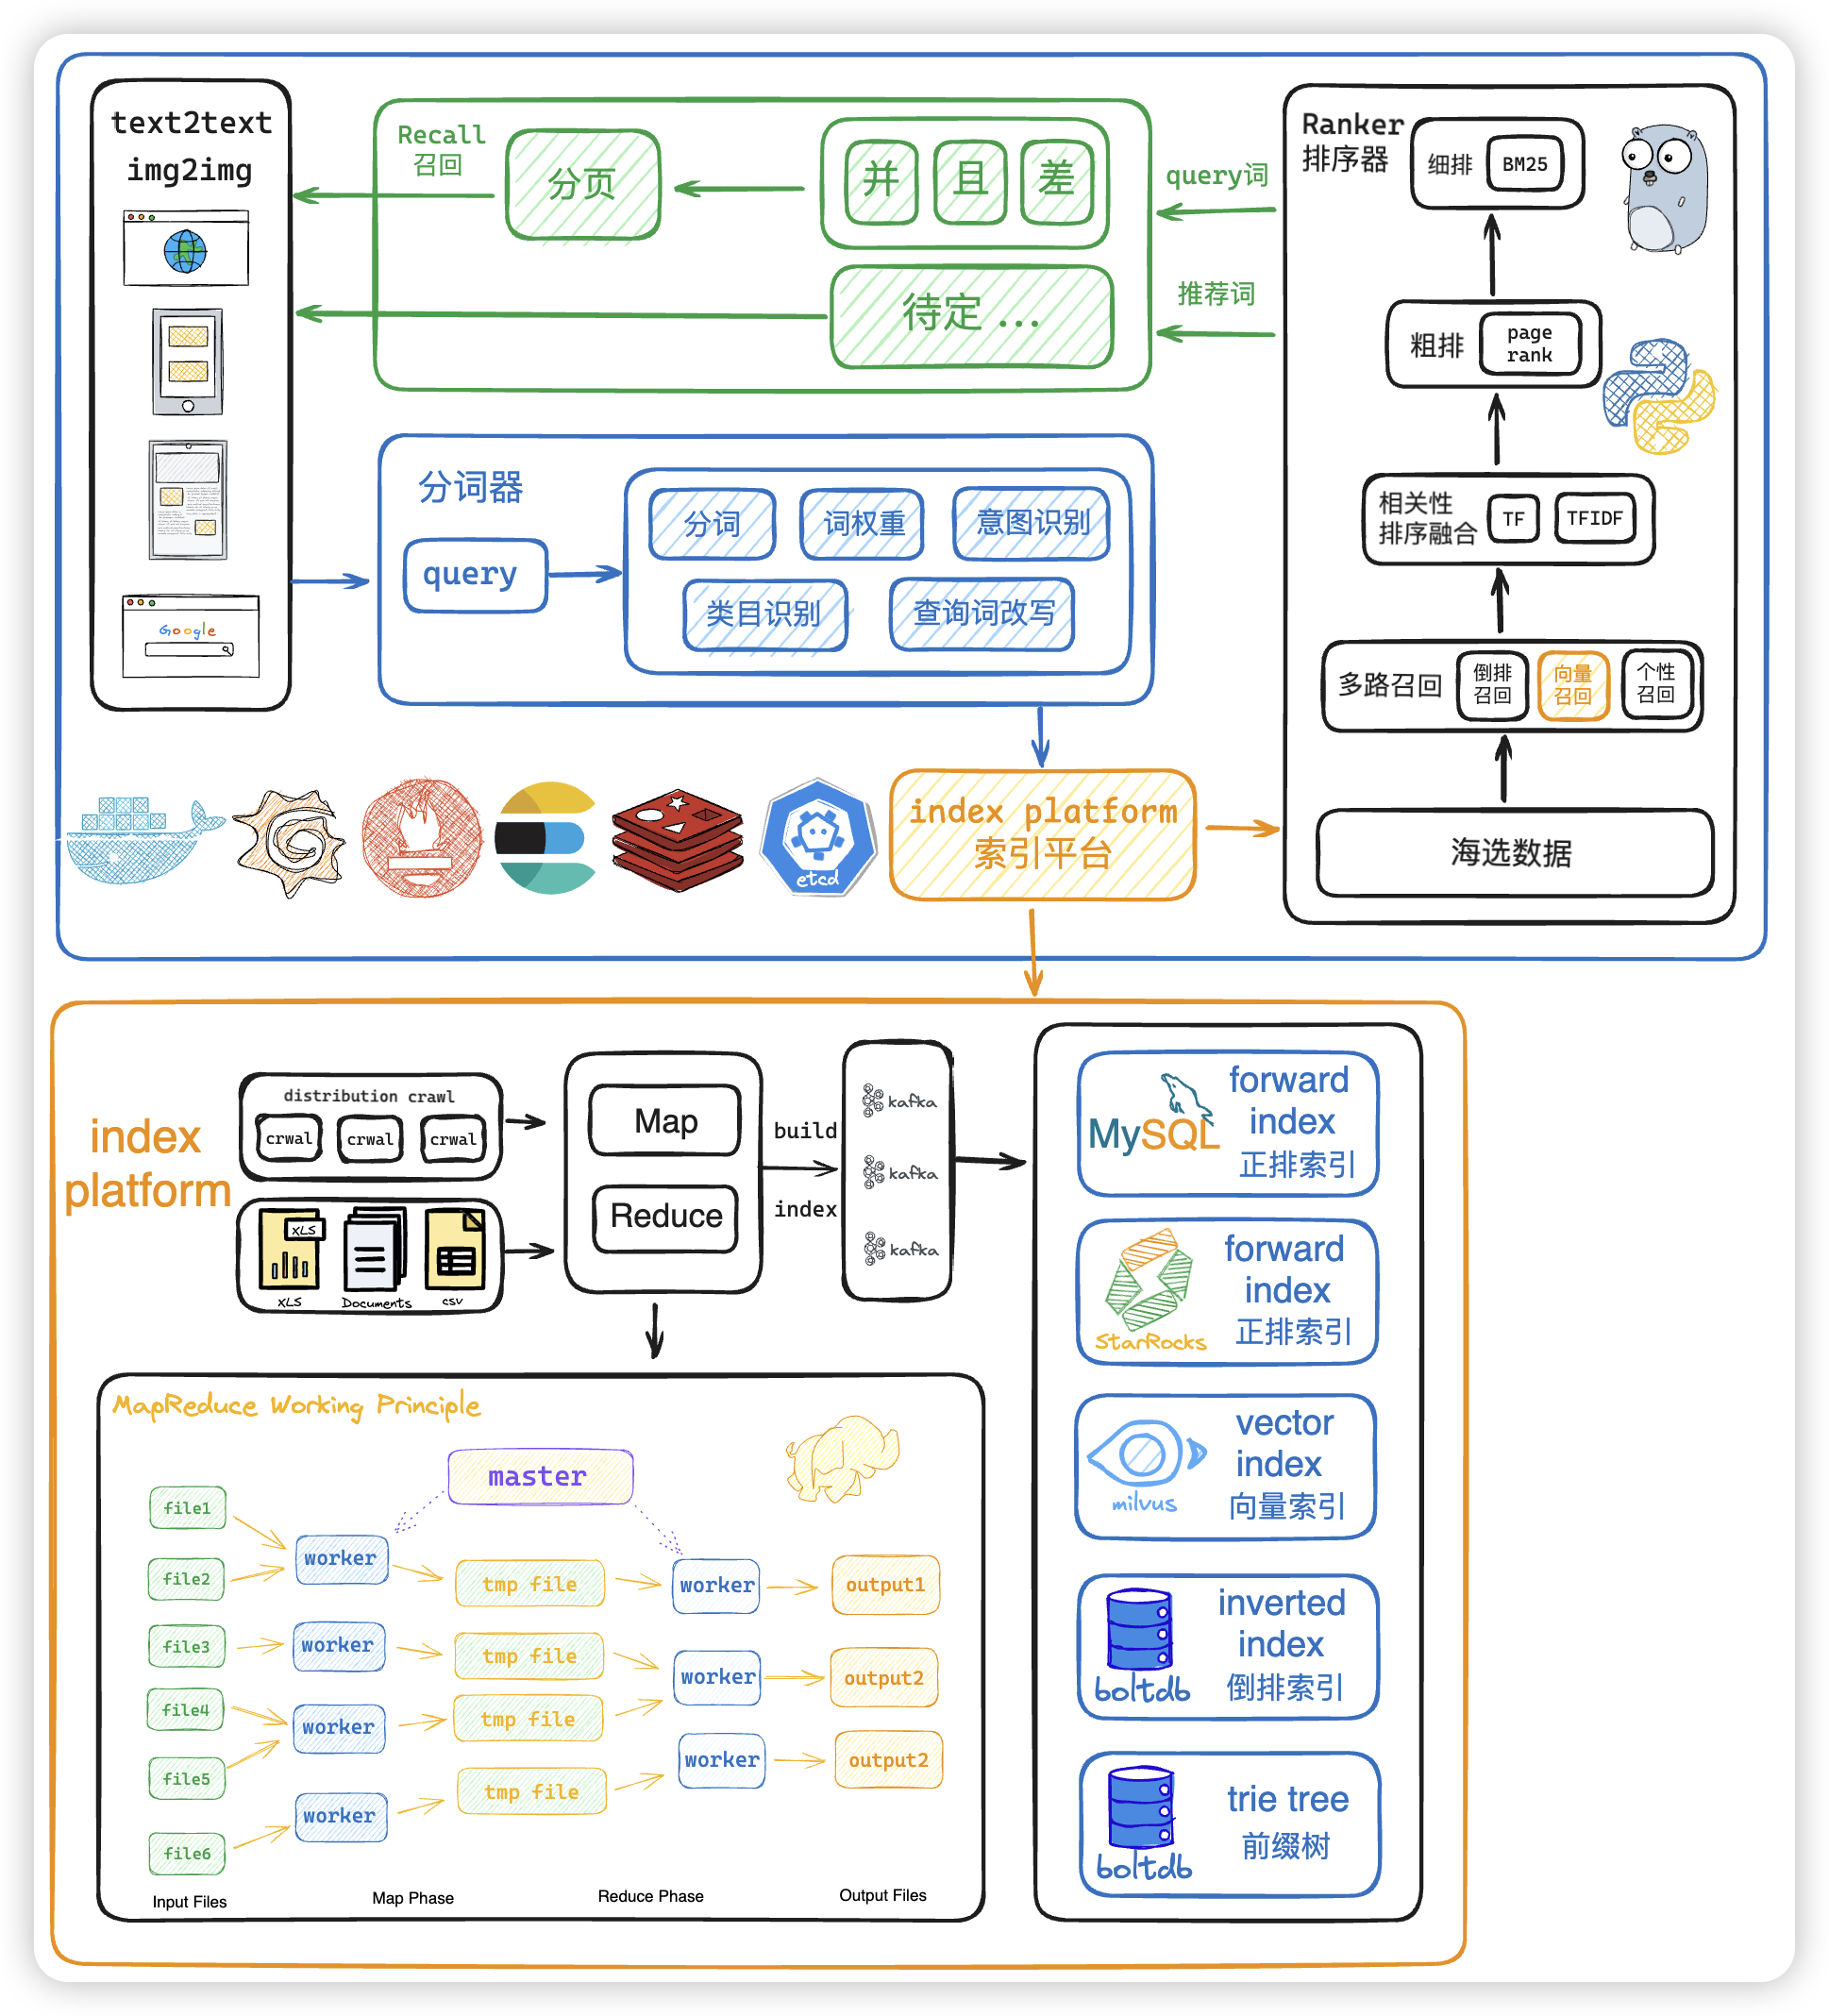 text2text
img2img
Google
Recall
召回
分页
并
且
差
待定 ...
query词
推荐词
Ranker
排序器
细排
BM25
粗排
page
rank
相关性
排序融合
TF
TFIDF
多路召回
倒排
召回
向量
召回
个性
召回
海选数据
分词器
query
分词
词权重
意图识别
类目识别
查询词改写
etcd
index platform
索引平台
index
platform
distribution crawl
crwal
crwal
crwal
XLS
XLS
Documents
csv
Map
Reduce
build
index
kafka
kafka
kafka
MySQL
forward
index
正排索引
StarRocks
forward
index
正排索引
milvus
vector
index
向量索引
boltdb
inverted
index
倒排索引
boltdb
trie tree
前缀树
MapReduce Working Principle
master
file1
file2
file3
file4
file5
file6
worker
worker
worker
worker
tmp file
tmp file
tmp file
tmp file
worker
worker
worker
output1
output2
output2
Input Files
Map Phase
Reduce Phase
Output Files